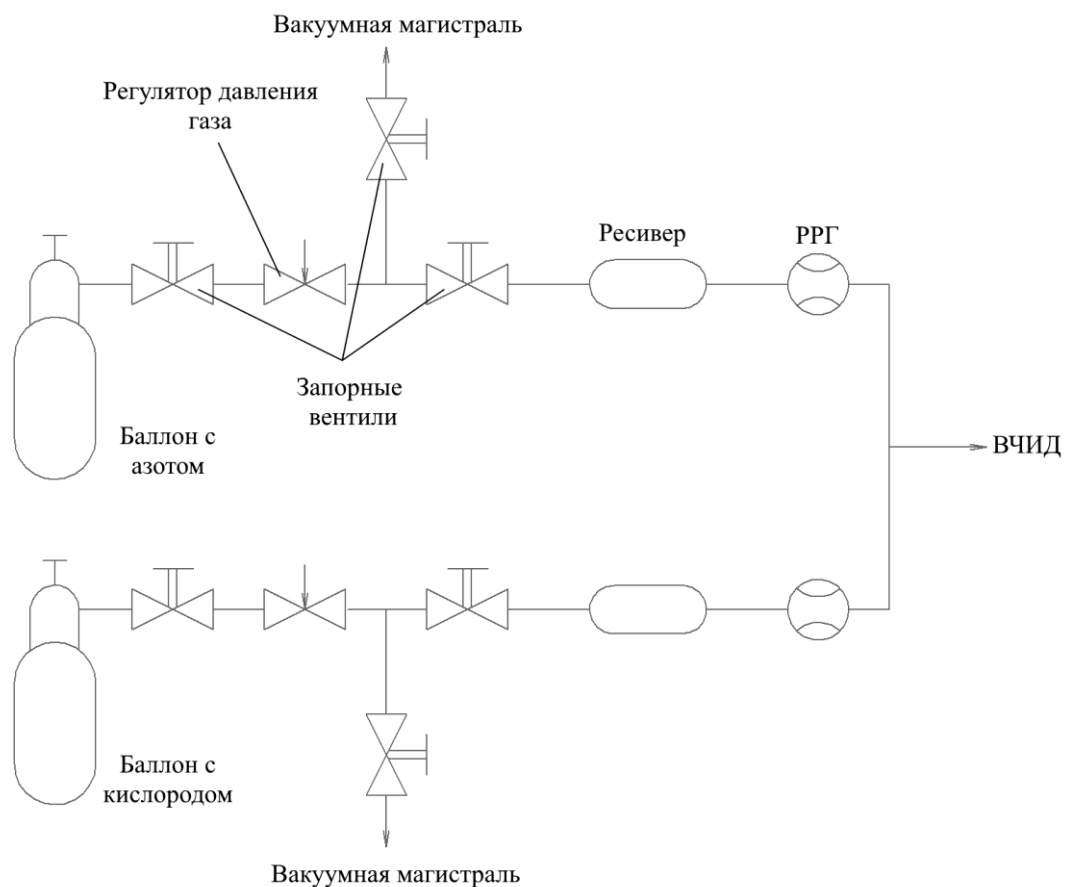 Вакуумная магистраль
Регулятор давления
газа
Ресивер
РРГ
Запорные
вентили
Баллон с
азотом
ВЧИД
Баллон с
кислородом
Вакуумная магистраль